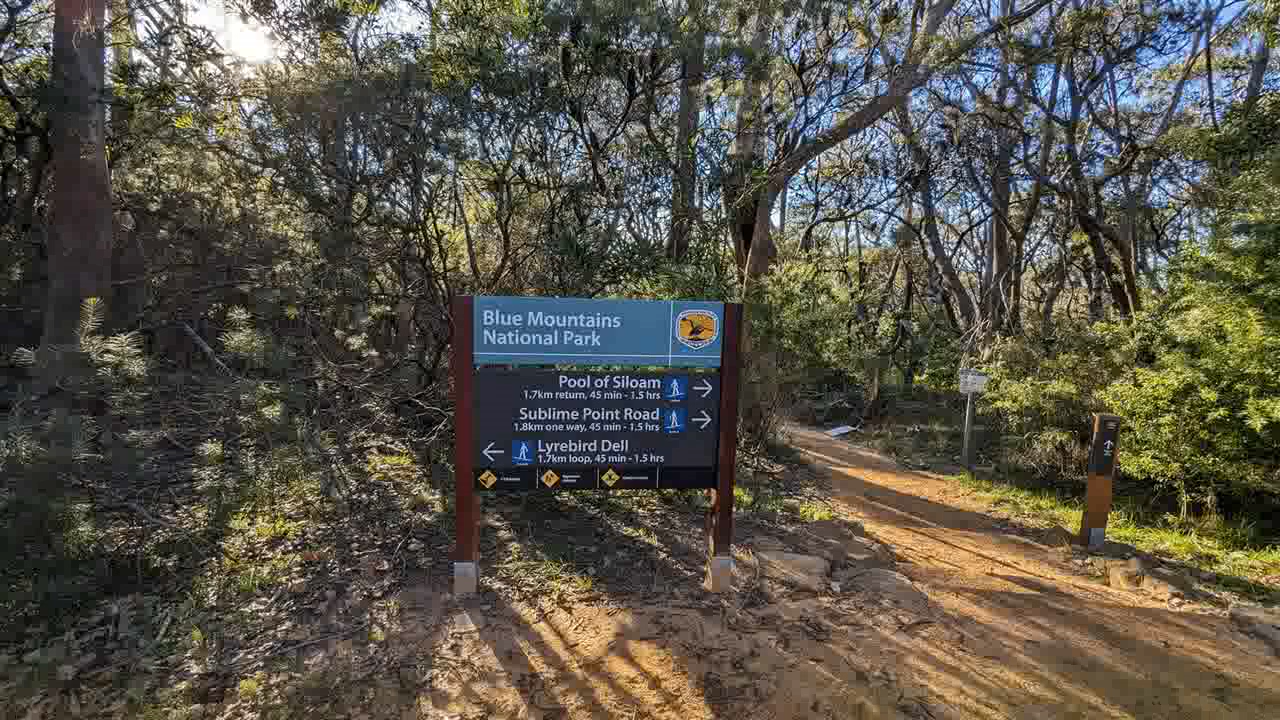 Blue Mountains
National Park
Pool of Siloam
1.7km return, 45 min - 1.5 hrs
Sublime Point Road
1.8km one way, 45 min - 1.5 hrs
Lyrebird Dell
1.7km loop, 45 min - 1.5 hrs